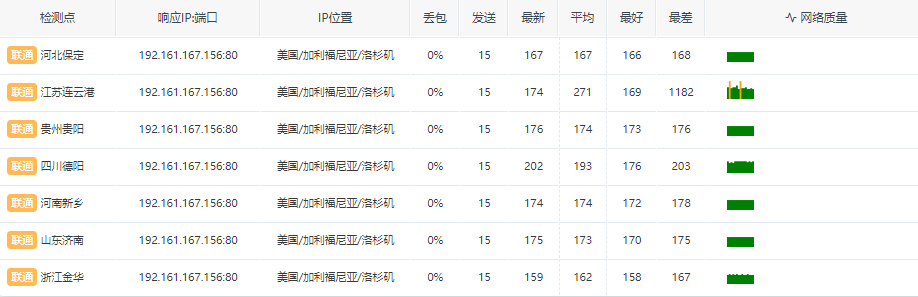 检测点 响应IP:端口 IP位置 丢包 发送 最新 平均 最好 最差 网络质量
联通 河北保定 192.161.167.156:80 美国/加利福尼亚/洛杉矶 0% 15 167 167 166 168
联通 江苏连云港 192.161.167.156:80 美国/加利福尼亚/洛杉矶 0% 15 174 271 169 1182
联通 贵州贵阳 192.161.167.156:80 美国/加利福尼亚/洛杉矶 0% 15 176 174 173 176
联通 四川德阳 192.161.167.156:80 美国/加利福尼亚/洛杉矶 0% 15 202 193 176 203
联通 河南新乡 192.161.167.156:80 美国/加利福尼亚/洛杉矶 0% 15 174 174 172 178
联通 山东济南 192.161.167.156:80 美国/加利福尼亚/洛杉矶 0% 15 175 173 170 175
联通 浙江金华 192.161.167.156:80 美国/加利福尼亚/洛杉矶 0% 15 159 162 158 167